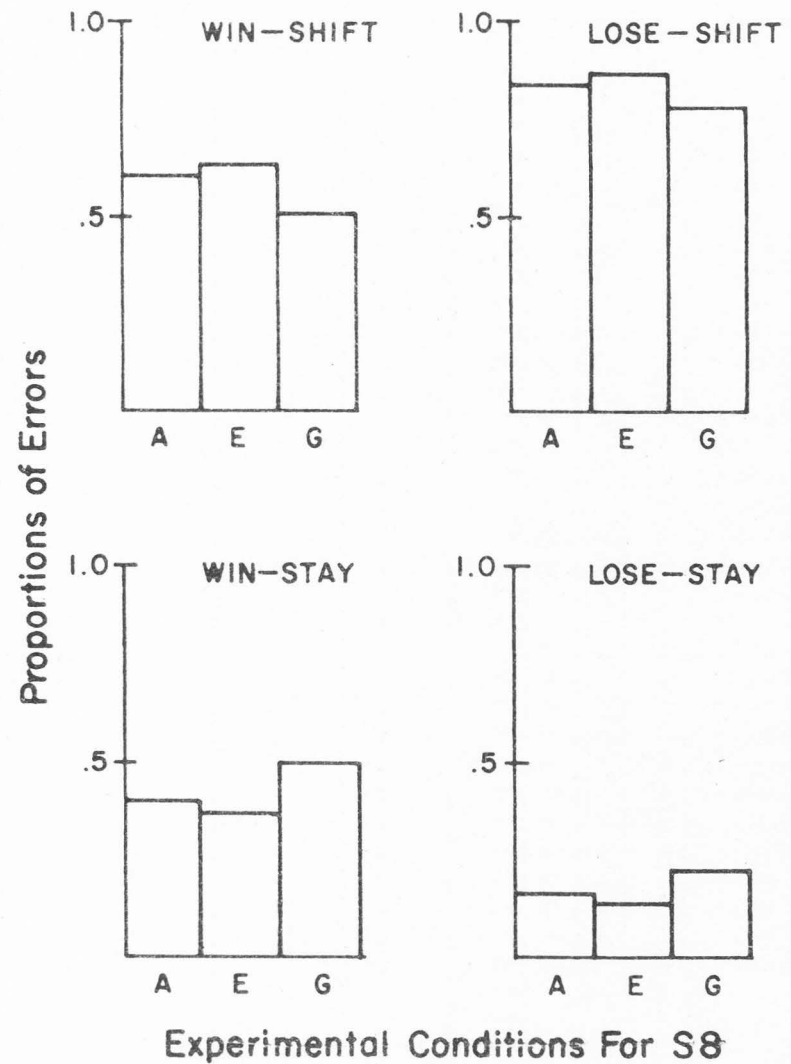 1.0 WIN-SHIFT
.5
A E G
1.0 LOSE-SHIFT
.5
A E G
Proportions of Errors
1.0 WIN-STAY
.5
A E G
1.0 LOSE-STAY
.5
A E G
Experimental Conditions For S8